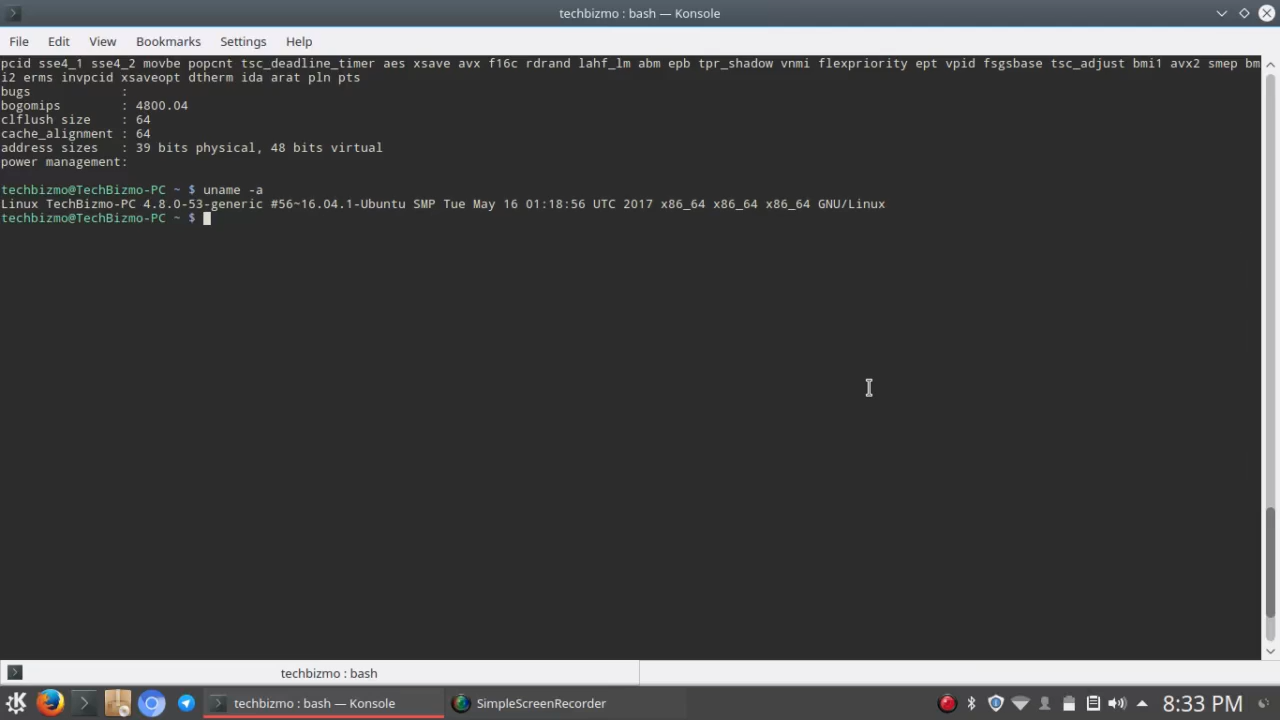 techbizmo : bash — Konsole
File Edit View Bookmarks Settings Help
pcid sse4_1 sse4_2 movbe popcnt tsc_deadline_timer aes xsave avx f16c rdrand lahf_lm abm epb tpr_shadow vnmi flexpriority ept vpid fsgsbase tsc_adjust bmi1 avx2 smep bm
i2 erms invpcid xsaveopt dtherm ida arat pln pts
bugs :
bogomips : 4800.04
clflush size : 64
cache_alignment : 64
address sizes : 39 bits physical, 48 bits virtual
power management:
techbizmo@TechBizmo-PC ~ $ uname -a
Linux TechBizmo-PC 4.8.0-53-generic #56~16.04.1-Ubuntu SMP Tue May 16 01:18:56 UTC 2017 x86_64 x86_64 x86_64 GNU/Linux
techbizmo@TechBizmo-PC ~ $
techbizmo : bash
techbizmo : bash — Konsole SimpleScreenRecorder 8:33 PM